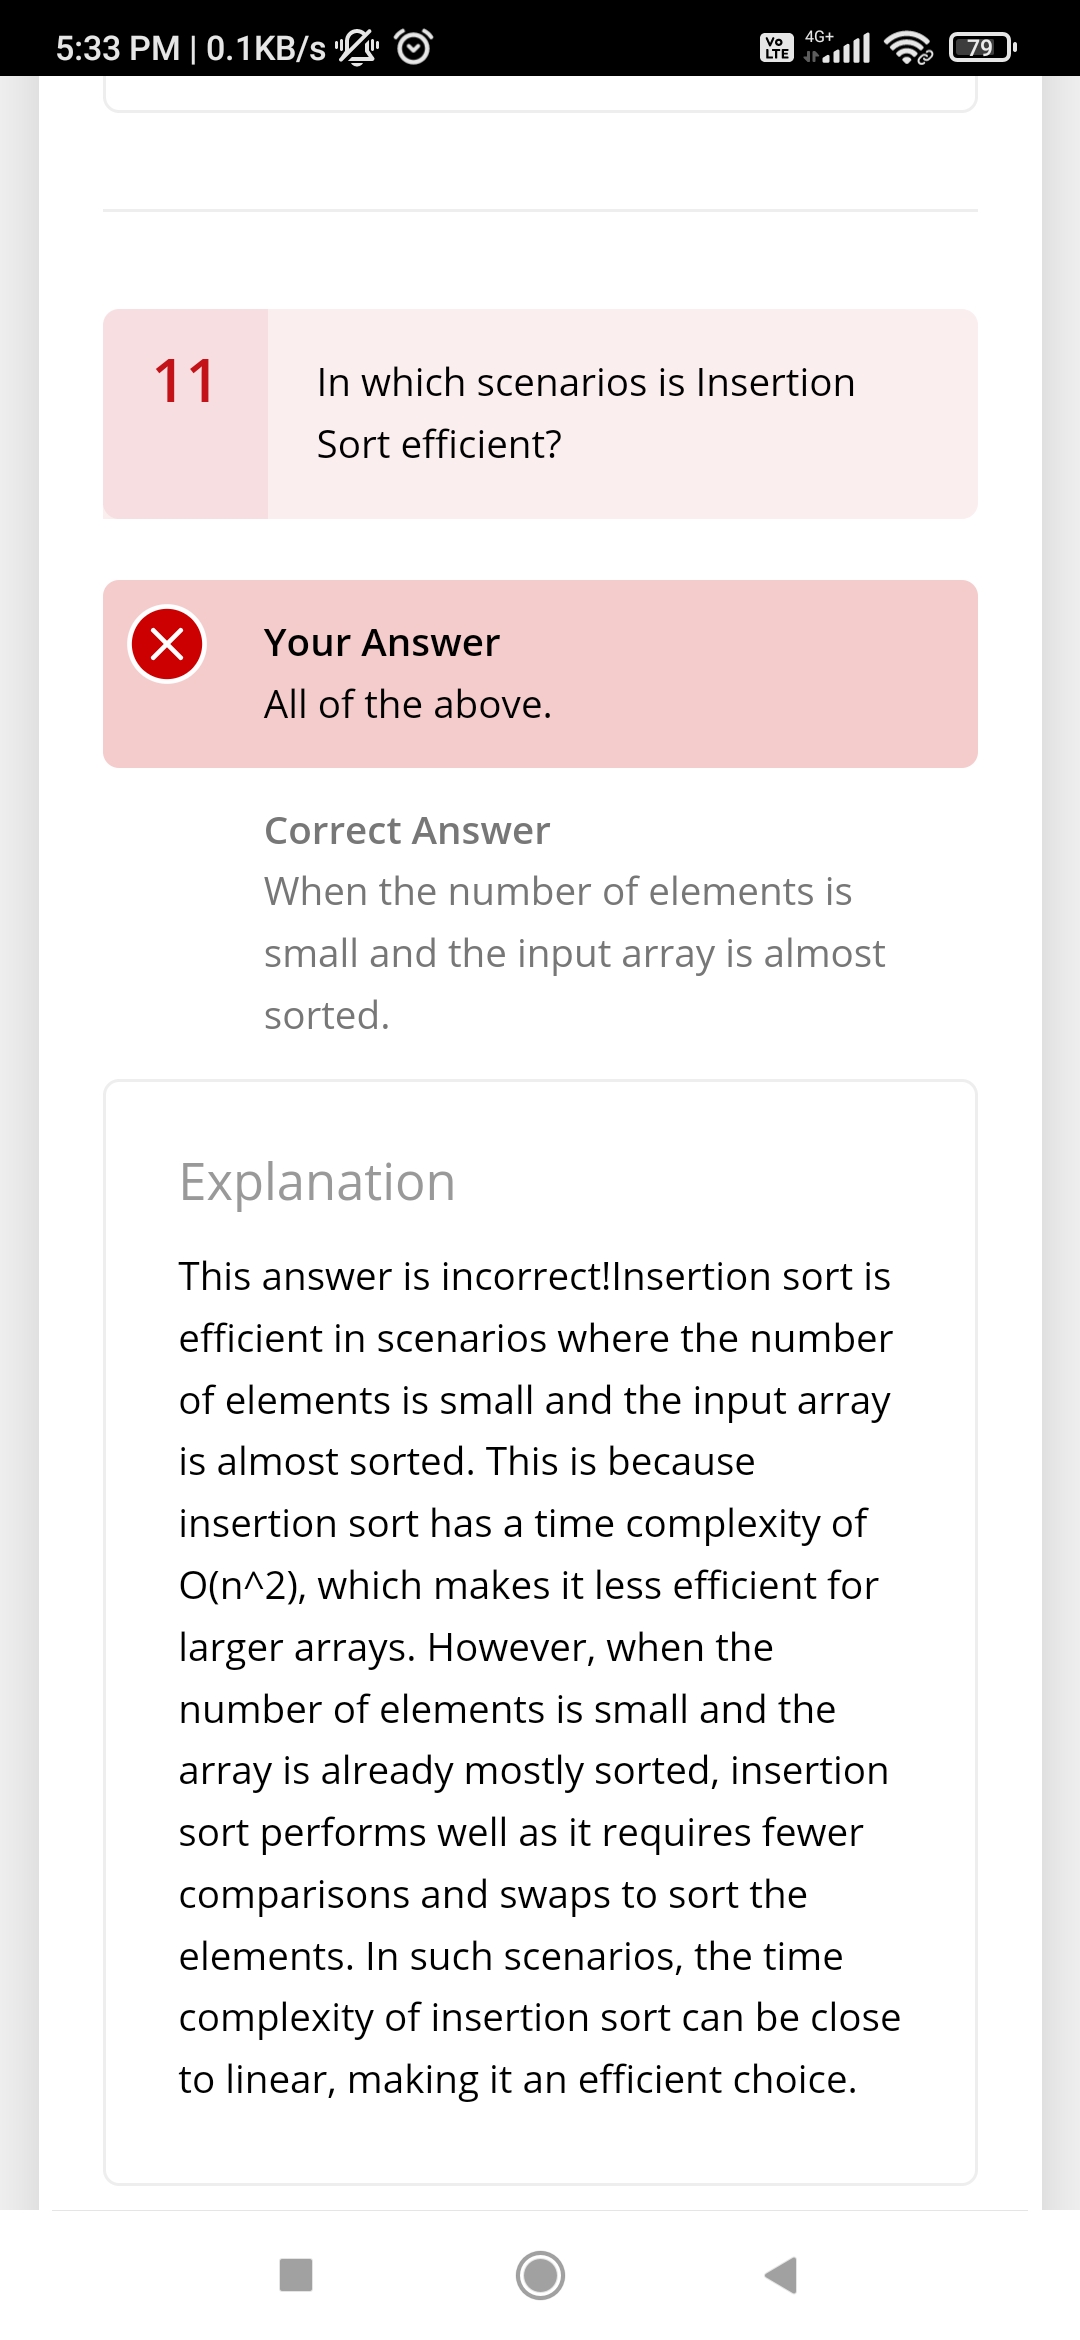 5:33 PM | 0.1KB/s
Vo LTE 4G+ 79
11
In which scenarios is Insertion
Sort efficient?
Your Answer
All of the above.
Correct Answer
When the number of elements is
small and the input array is almost
sorted.
Explanation
This answer is incorrect!Insertion sort is
efficient in scenarios where the number
of elements is small and the input array
is almost sorted. This is because
insertion sort has a time complexity of
O(n^2), which makes it less efficient for
larger arrays. However, when the
number of elements is small and the
array is already mostly sorted, insertion
sort performs well as it requires fewer
comparisons and swaps to sort the
elements. In such scenarios, the time
complexity of insertion sort can be close
to linear, making it an efficient choice.